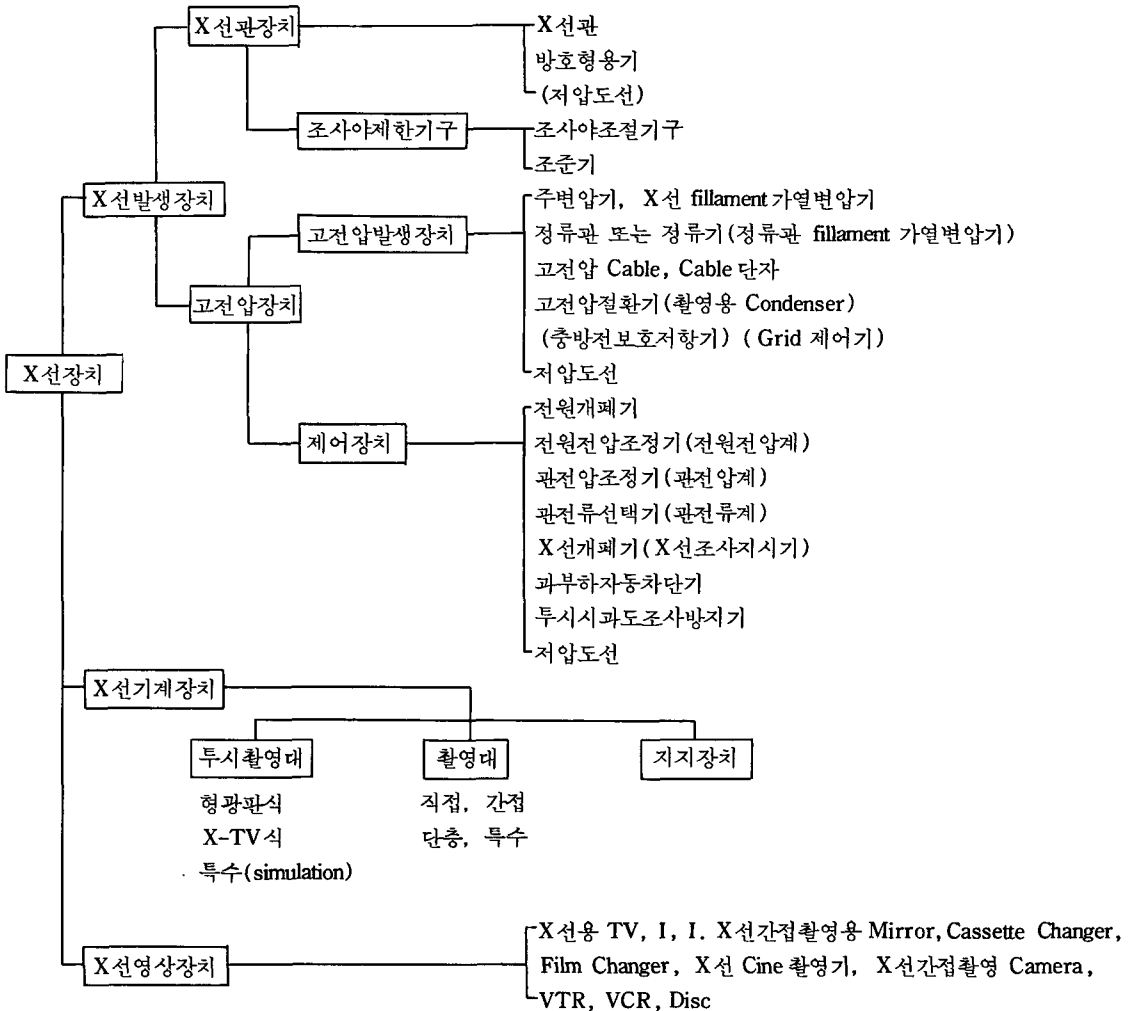 X선관장치
X선관
방호형용기
(저압도선)
조사야제한기구
조사야조절기구
조준기
X선발생장치
주변압기, X선 fillament 가열변압기
고전압발생장치
정류관 또는 정류기(정류관 fillament 가열변압기)
고전압 Cable, Cable 단자
고전압장치
고전압절환기(촬영용 Condenser)
(충방전보호저항기) ( Grid 제어기)
X선장치
저압도선
전원개폐기
제어장치
전원전압조정기(전원전압계)
관전압조정기(관전압계)
관전류선택기(관전류계)
X선개폐기(X선조사지시기)
과부하자동차단기
투시시과도조사방지기
저압도선
X선기계장치
투시촬영대
촬영대
지지장치
형광판식
직접, 간접
X-TV식
단층, 특수
특수(simulation)
X선용 TV, I, I. X선간접촬영용 Mirror, Cassette Changer,
X선영상장치
Film Changer, X선 Cine 촬영기, X선간접촬영 Camera,
VTR, VCR, Disc